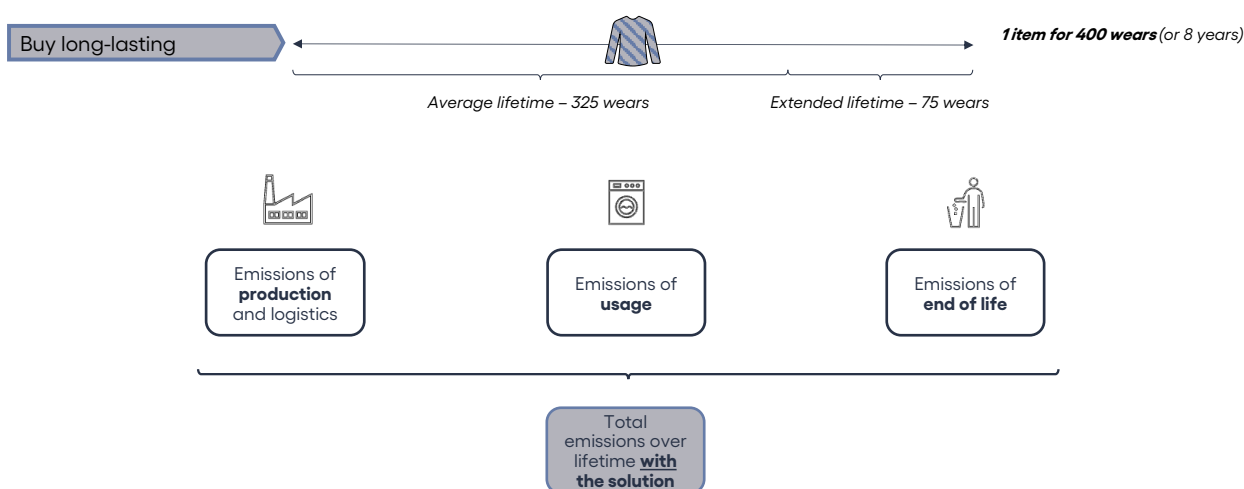 Buy long-lasting
1 item for 400 wears (or 8 years)
Average lifetime – 325 wears
Extended lifetime – 75 wears
Emissions of
production
and logistics
Emissions of
usage
Emissions of
end of life
Total
emissions over
lifetime with
the solution